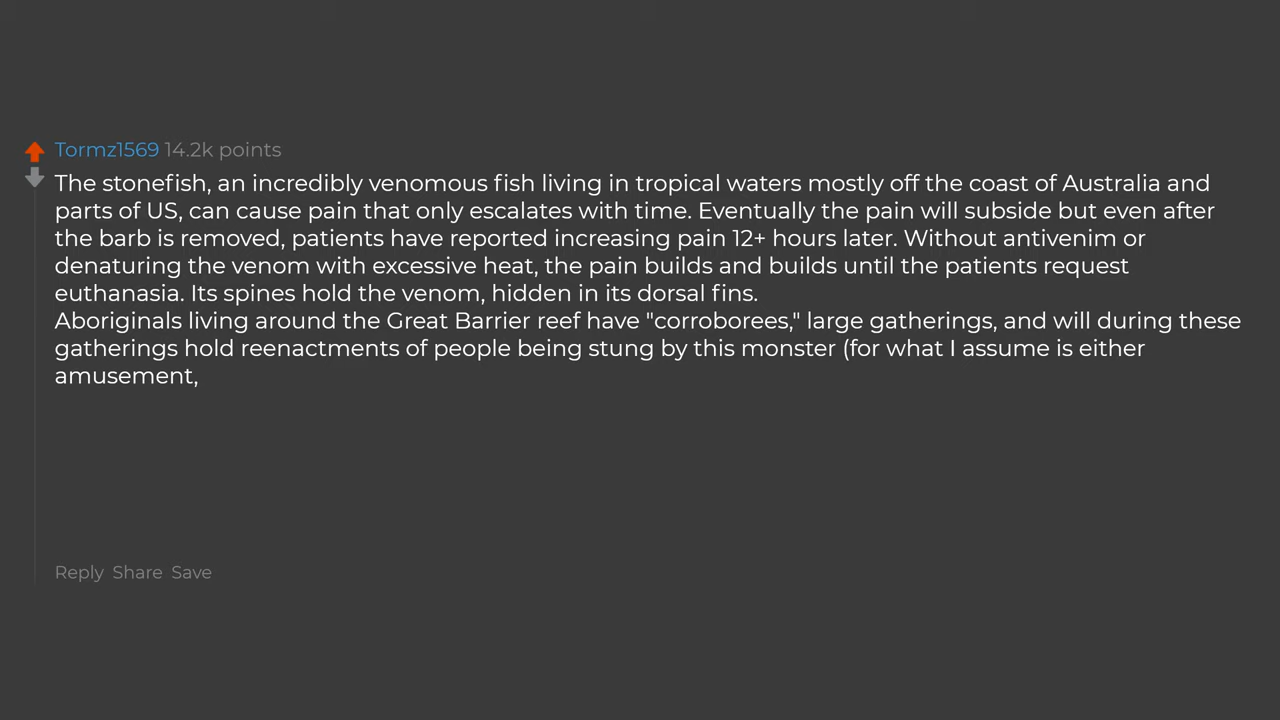 Tormz1569 14.2k points
The stonefish, an incredibly venomous fish living in tropical waters mostly off the coast of Australia and
parts of US, can cause pain that only escalates with time. Eventually the pain will subside but even after
the barb is removed, patients have reported increasing pain 12+ hours later. Without antivenim or
denaturing the venom with excessive heat, the pain builds and builds until the patients request
euthanasia. Its spines hold the venom, hidden in its dorsal fins.
Aboriginals living around the Great Barrier reef have "corroborees," large gatherings, and will during these
gatherings hold reenactments of people being stung by this monster (for what I assume is either
amusement,
Reply Share Save